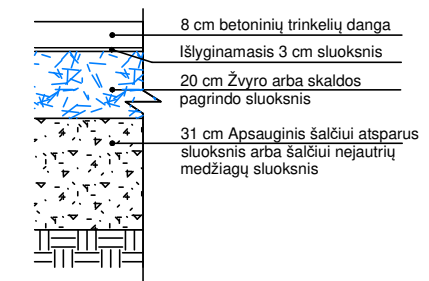 8 cm betoninių trinkelių danga
Išlyginamasis 3 cm sluoksnis
20 cm Žvyro arba skaldos
pagrindo sluoksnis
31 cm Apsauginis šalčiui atsparus
sluoksnis arba šalčiui nejautrių
medžiagų sluoksnis